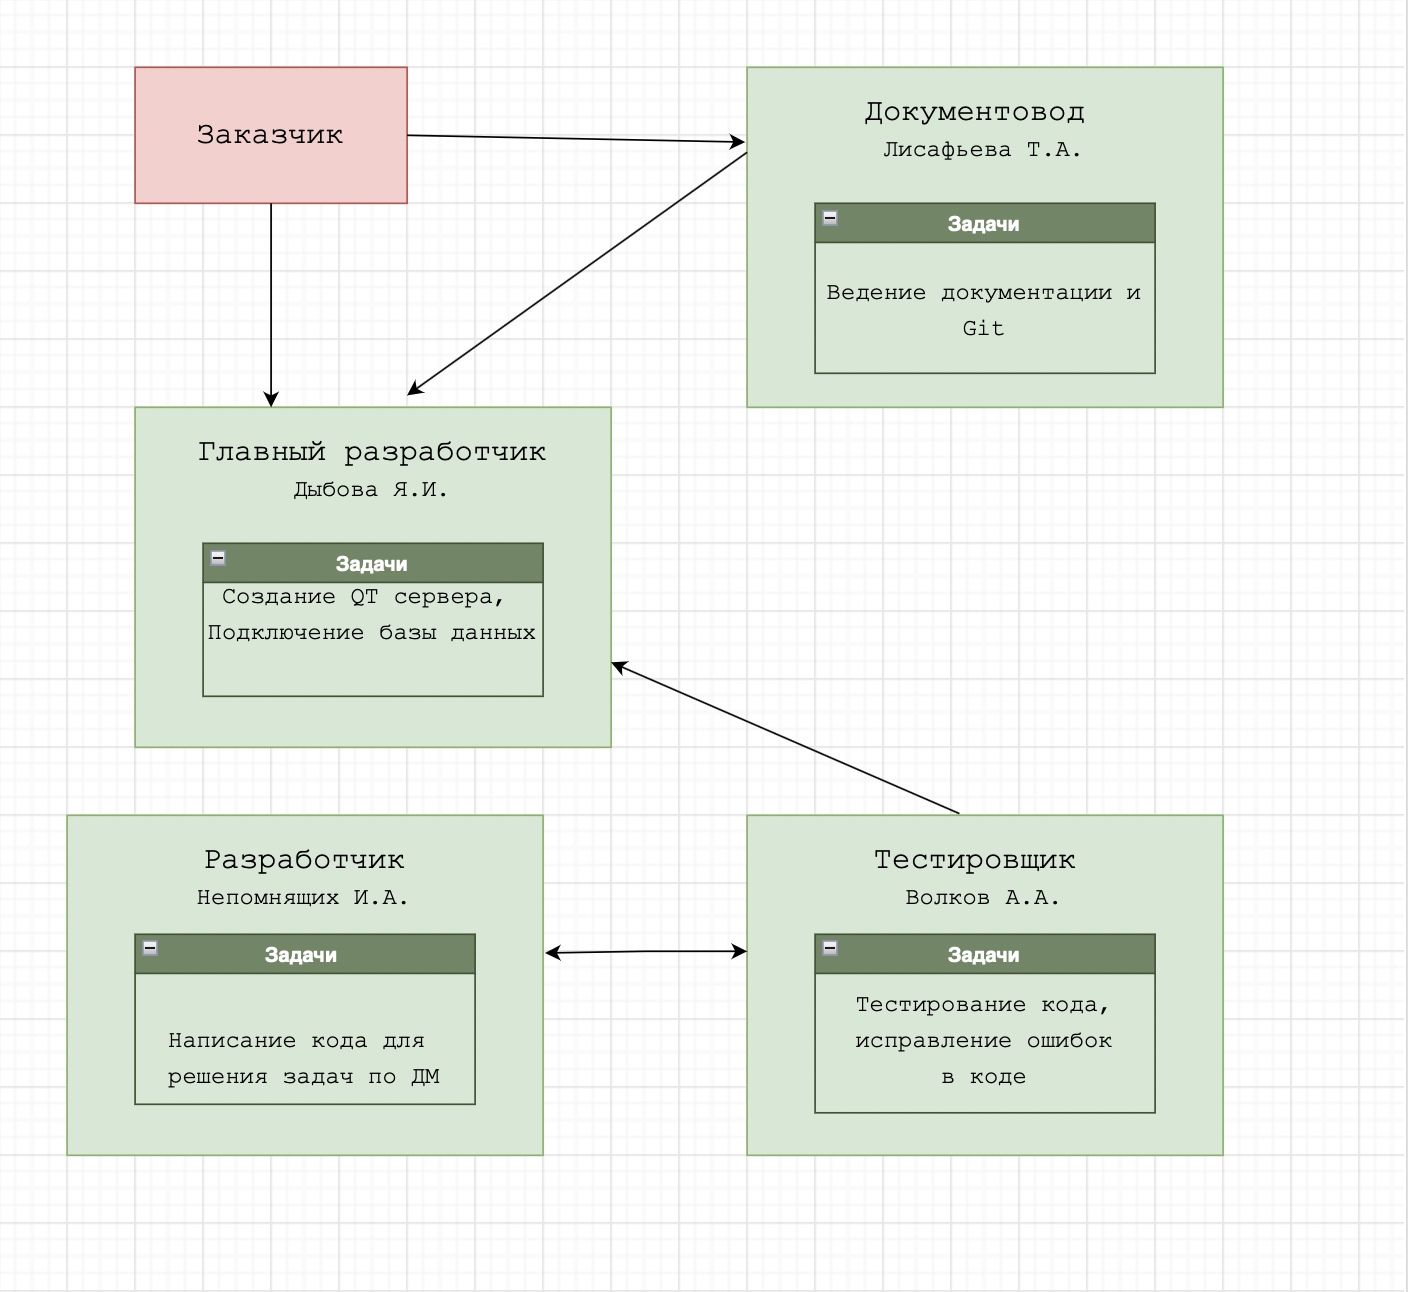 Заказчик
Документовод
Лисафьева Т.А.
Задачи
Ведение документации и
Git
Главный разработчик
Дыбова Я.И.
Задачи
Создание QT сервера,
Подключение базы данных
Разработчик
Непомнящих И.А.
Задачи
Написание кода для
решения задач по ДМ
Тестировщик
Волков А.А.
Задачи
Тестирование кода,
исправление ошибок
в коде